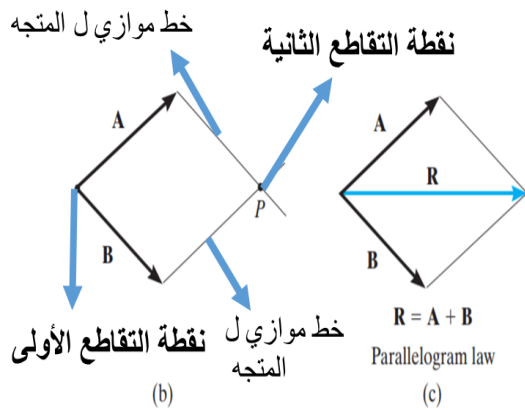 خط موازي ل المتجه
نقطة التقاطع الثانية
A
B
P
نقطة التقاطع الأولى
خط موازي ل
المتجه
(b)
A
R
B
R = A + B
Parallelogram law
(c)